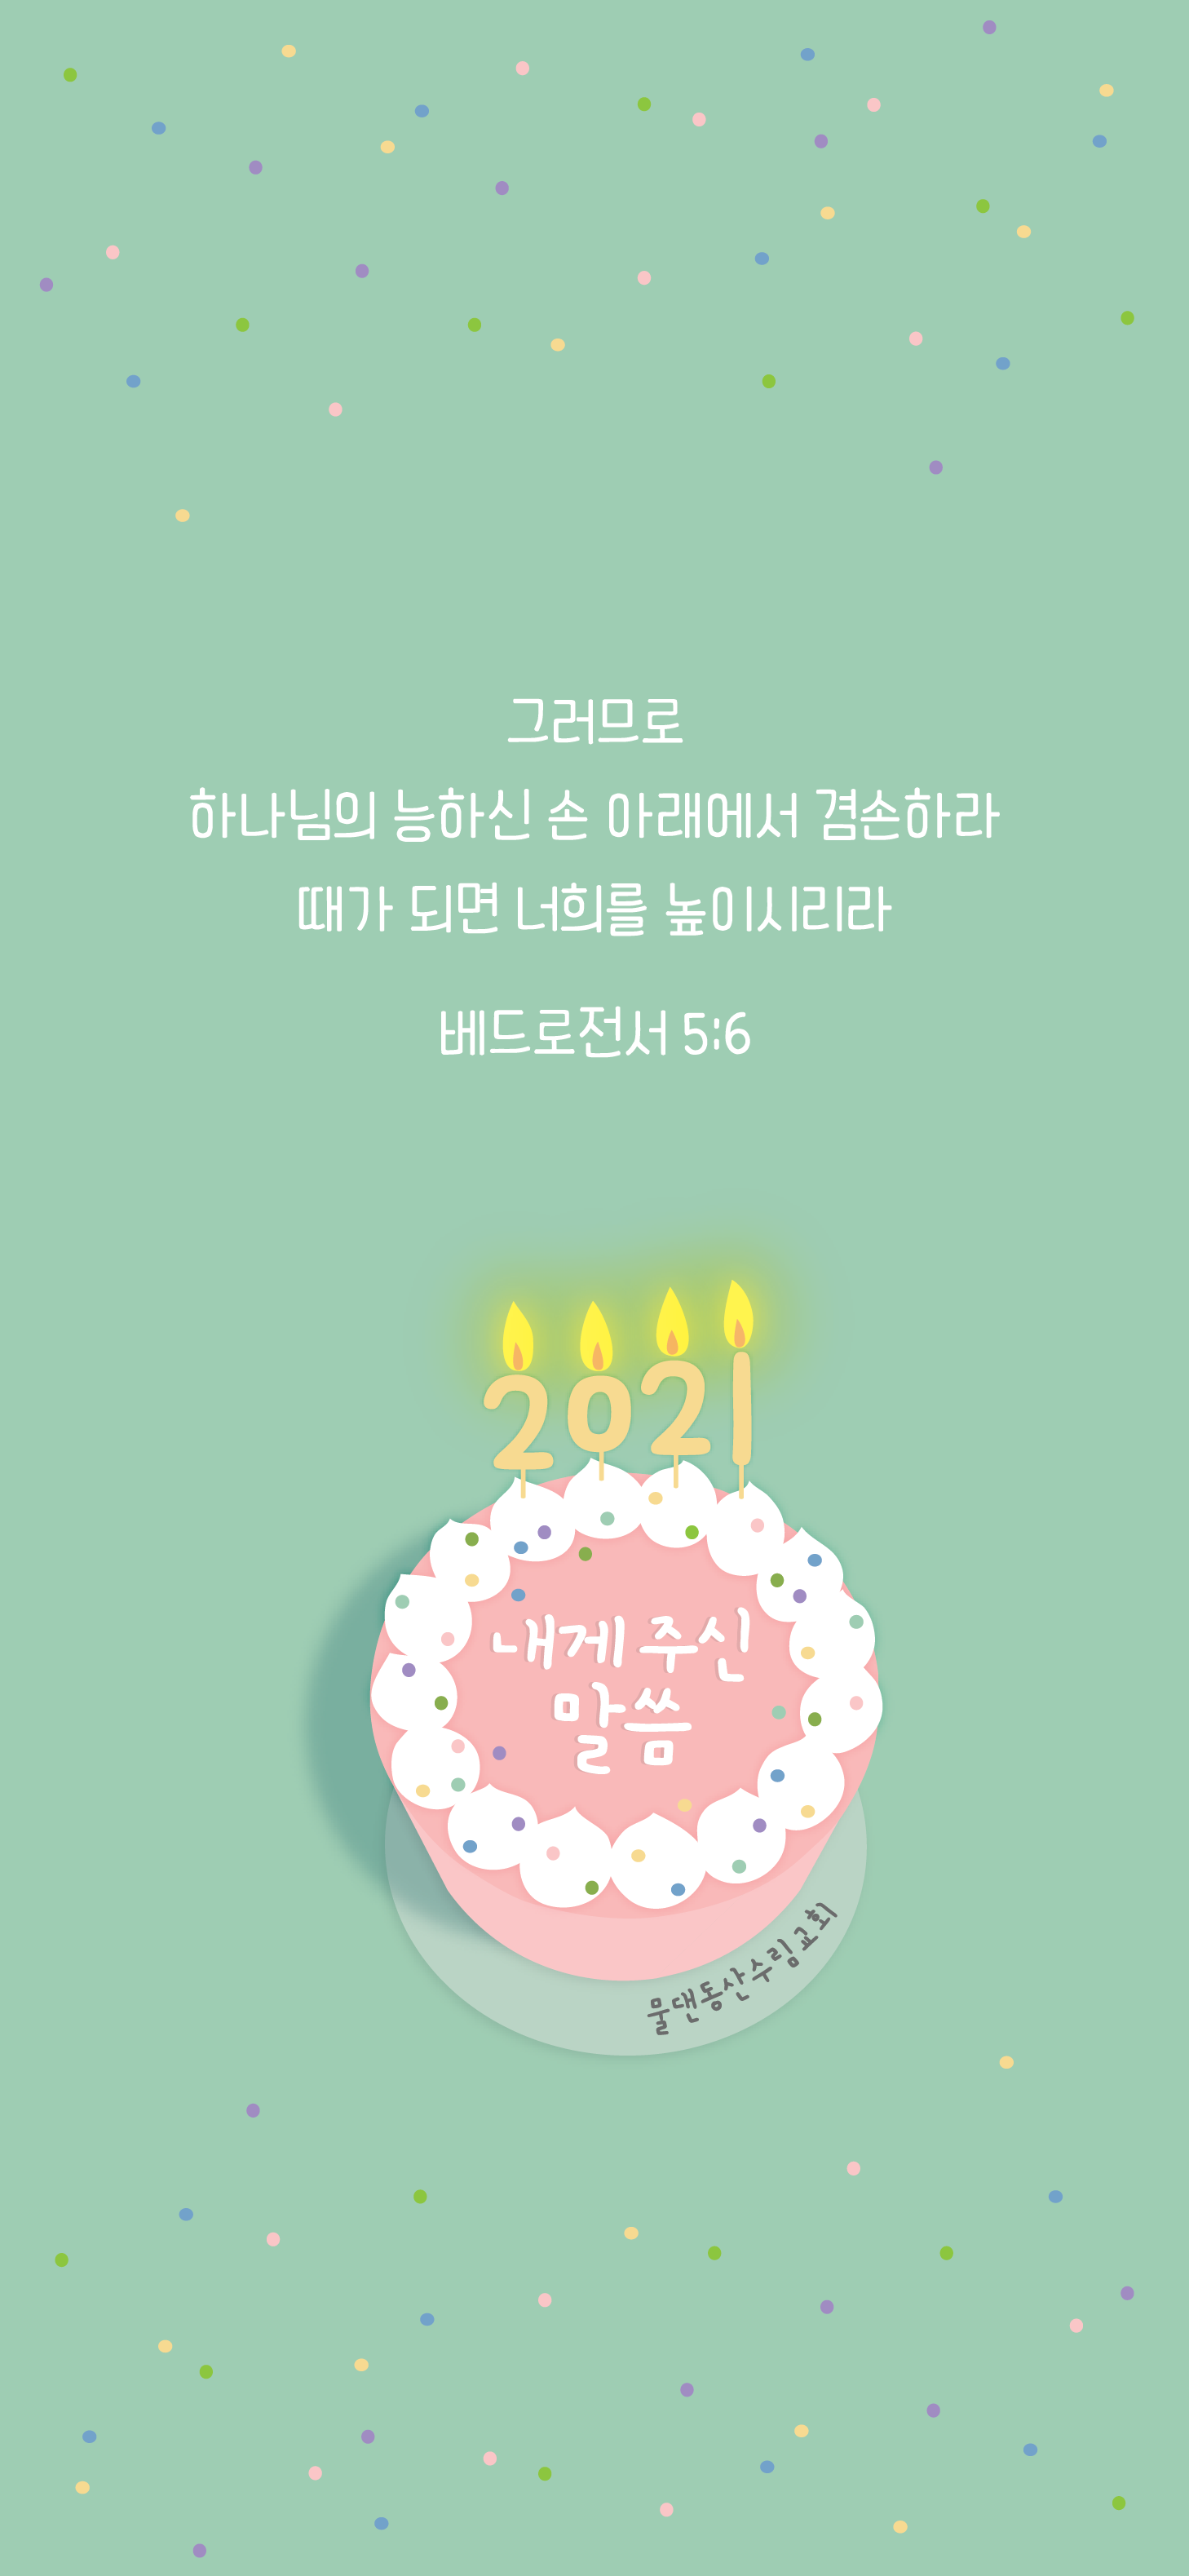 그러므로
하나님의 능하신 손 아래에서 겸손하라
때가 되면 너희를 높이시리라
베드로전서 5:6
2021
내게 주신
말씀
물댄동산수림교회